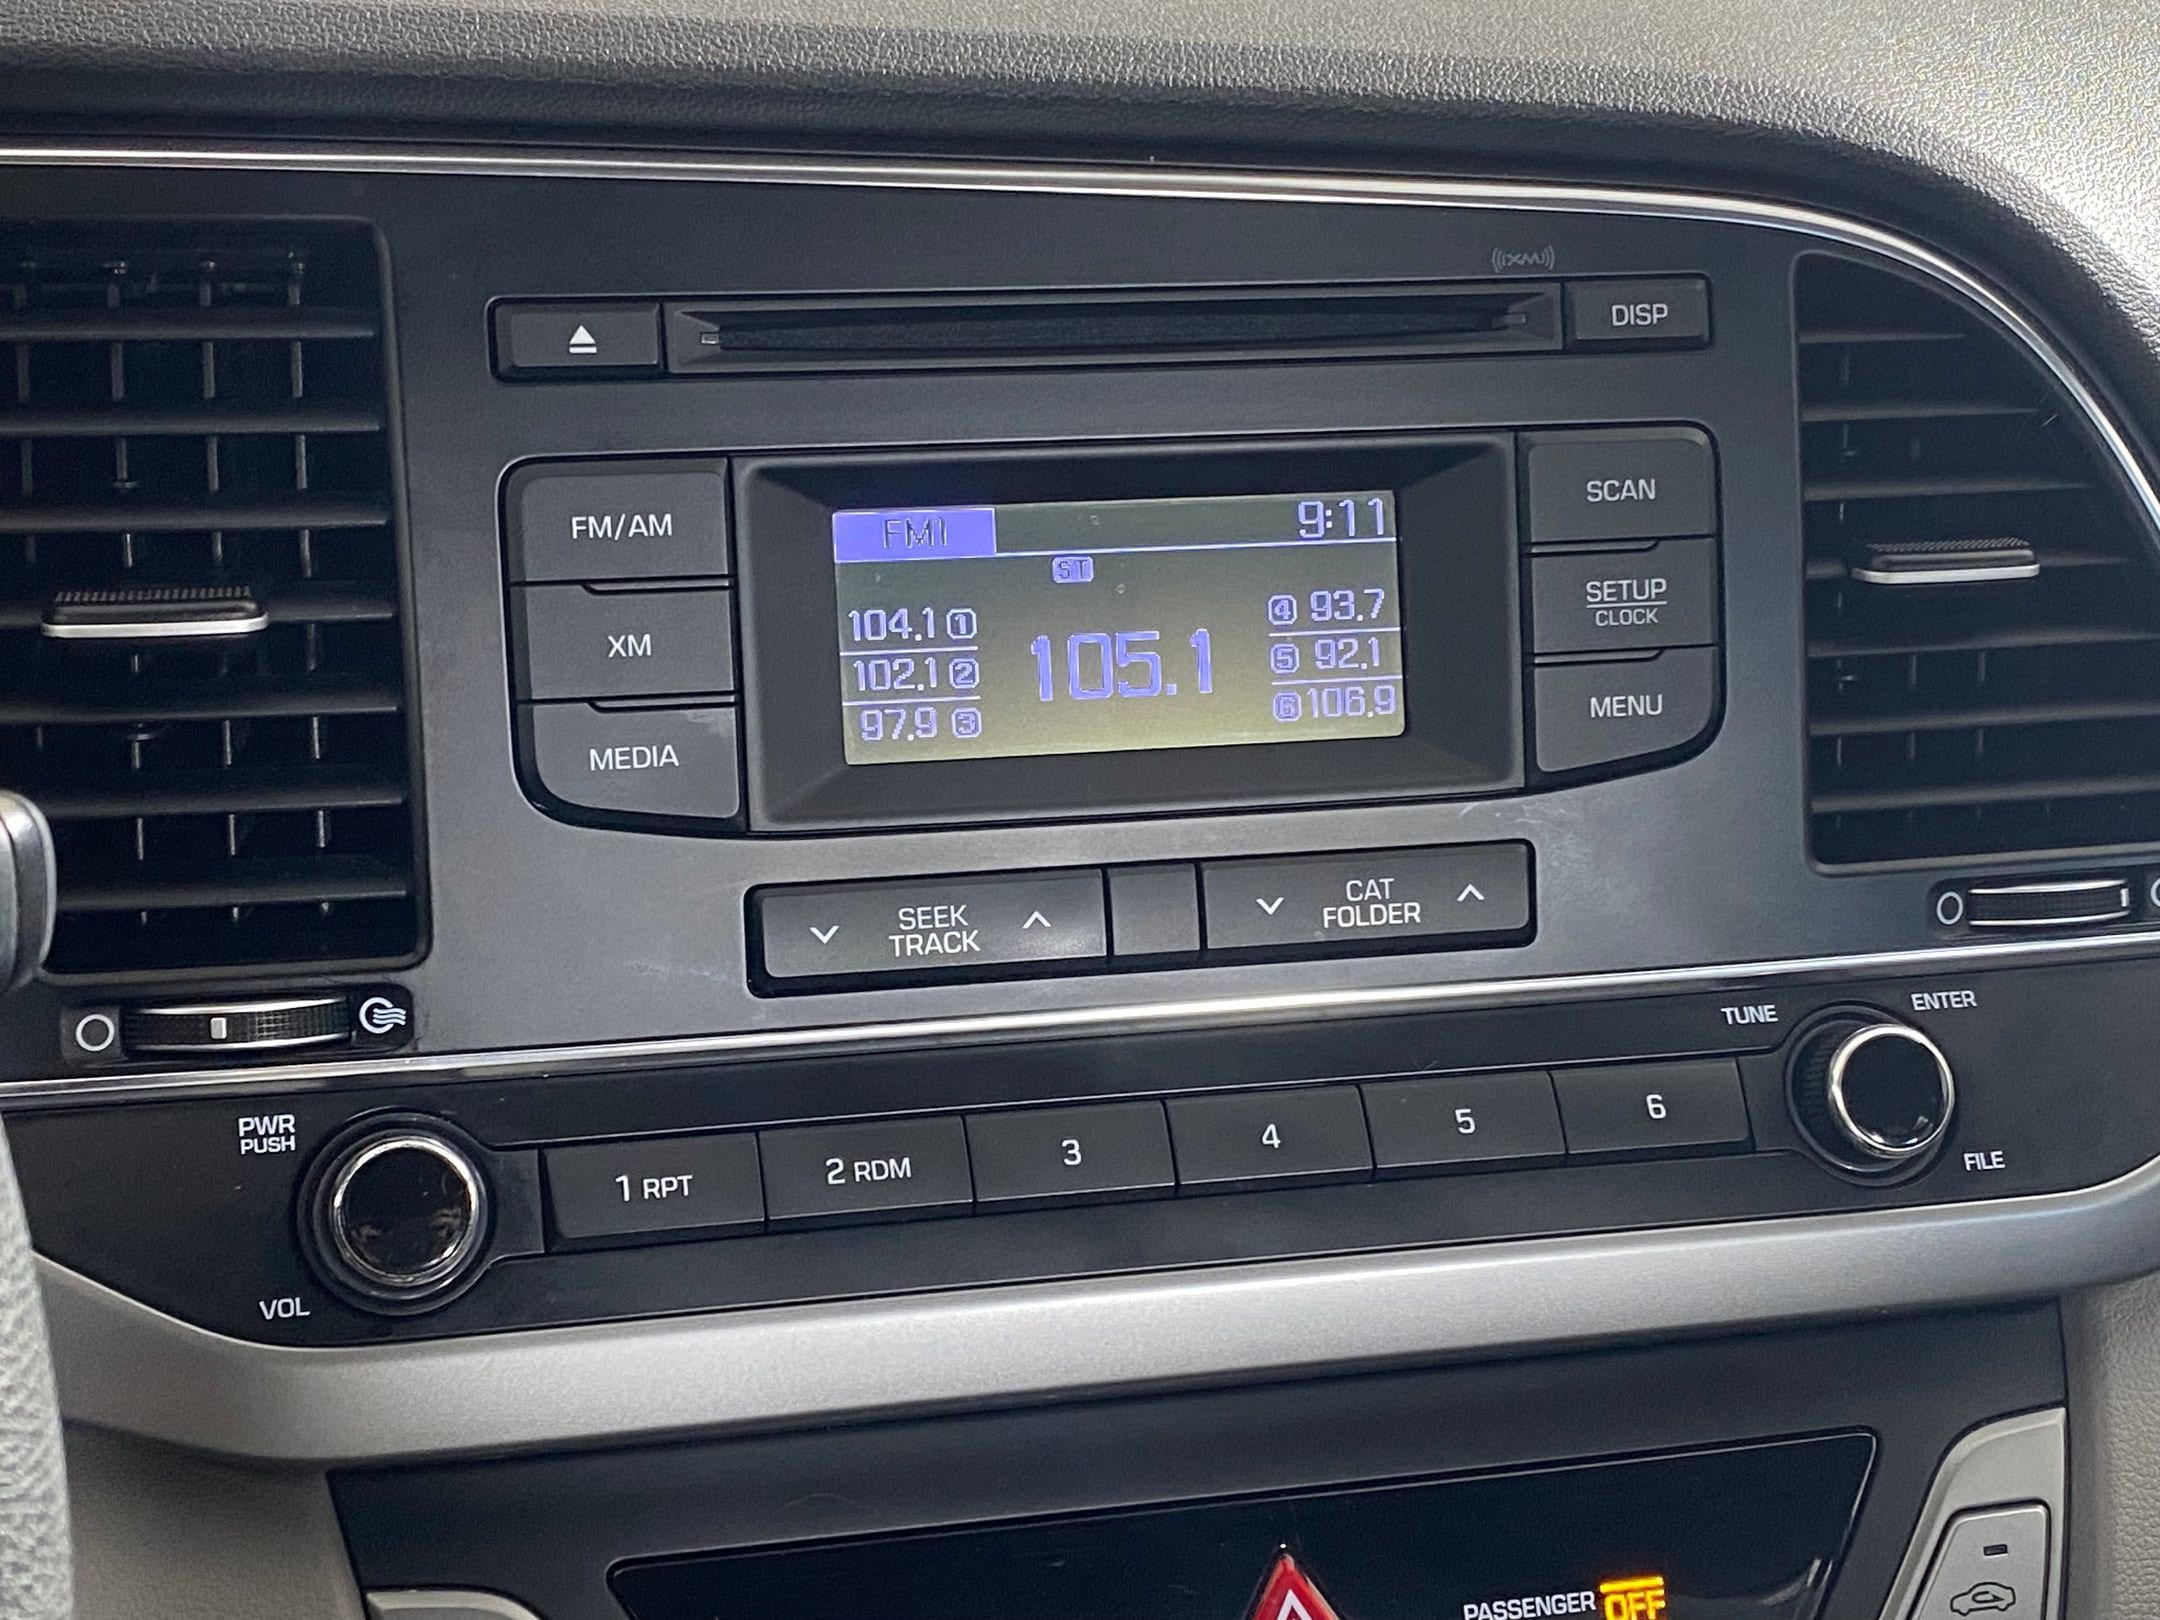 ((XM))
DISP
FM/AM
XM
MEDIA
FM1
9:11
ST
104.1 1
102.1 2
97.9 3
105.1
4 93.7
5 92.1
6 106.9
SCAN
SETUP
CLOCK
MENU
SEEK
TRACK
CAT
FOLDER
TUNE
ENTER
FILE
PWR
PUSH
VOL
1 RPT
2 RDM
3
4
5
6
PASSENGER OFF